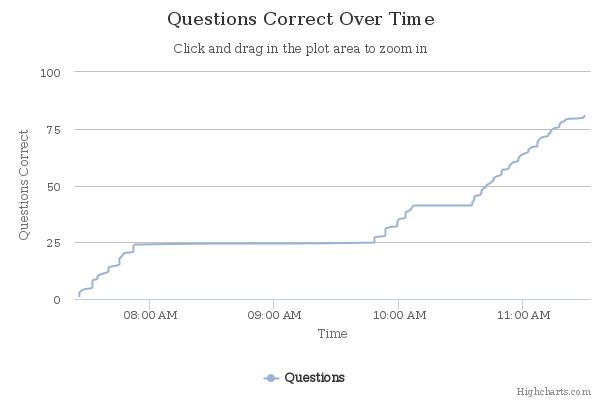 Questions Correct Over Time
Click and drag in the plot area to zoom in
Questions Correct
100
75
50
25
0
08:00 AM
09:00 AM
10:00 AM
11:00 AM
Time
Questions
Highcharts.com